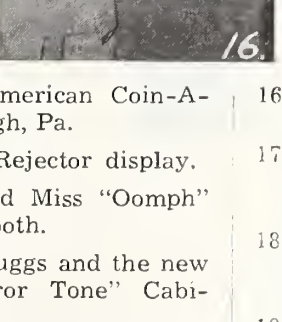 16.
merican Coin-A- 16
gh, Pa.
Rejector display. 17
d Miss “Oomph”
ooth. 18
uggs and the new
ror Tone” Cabi-